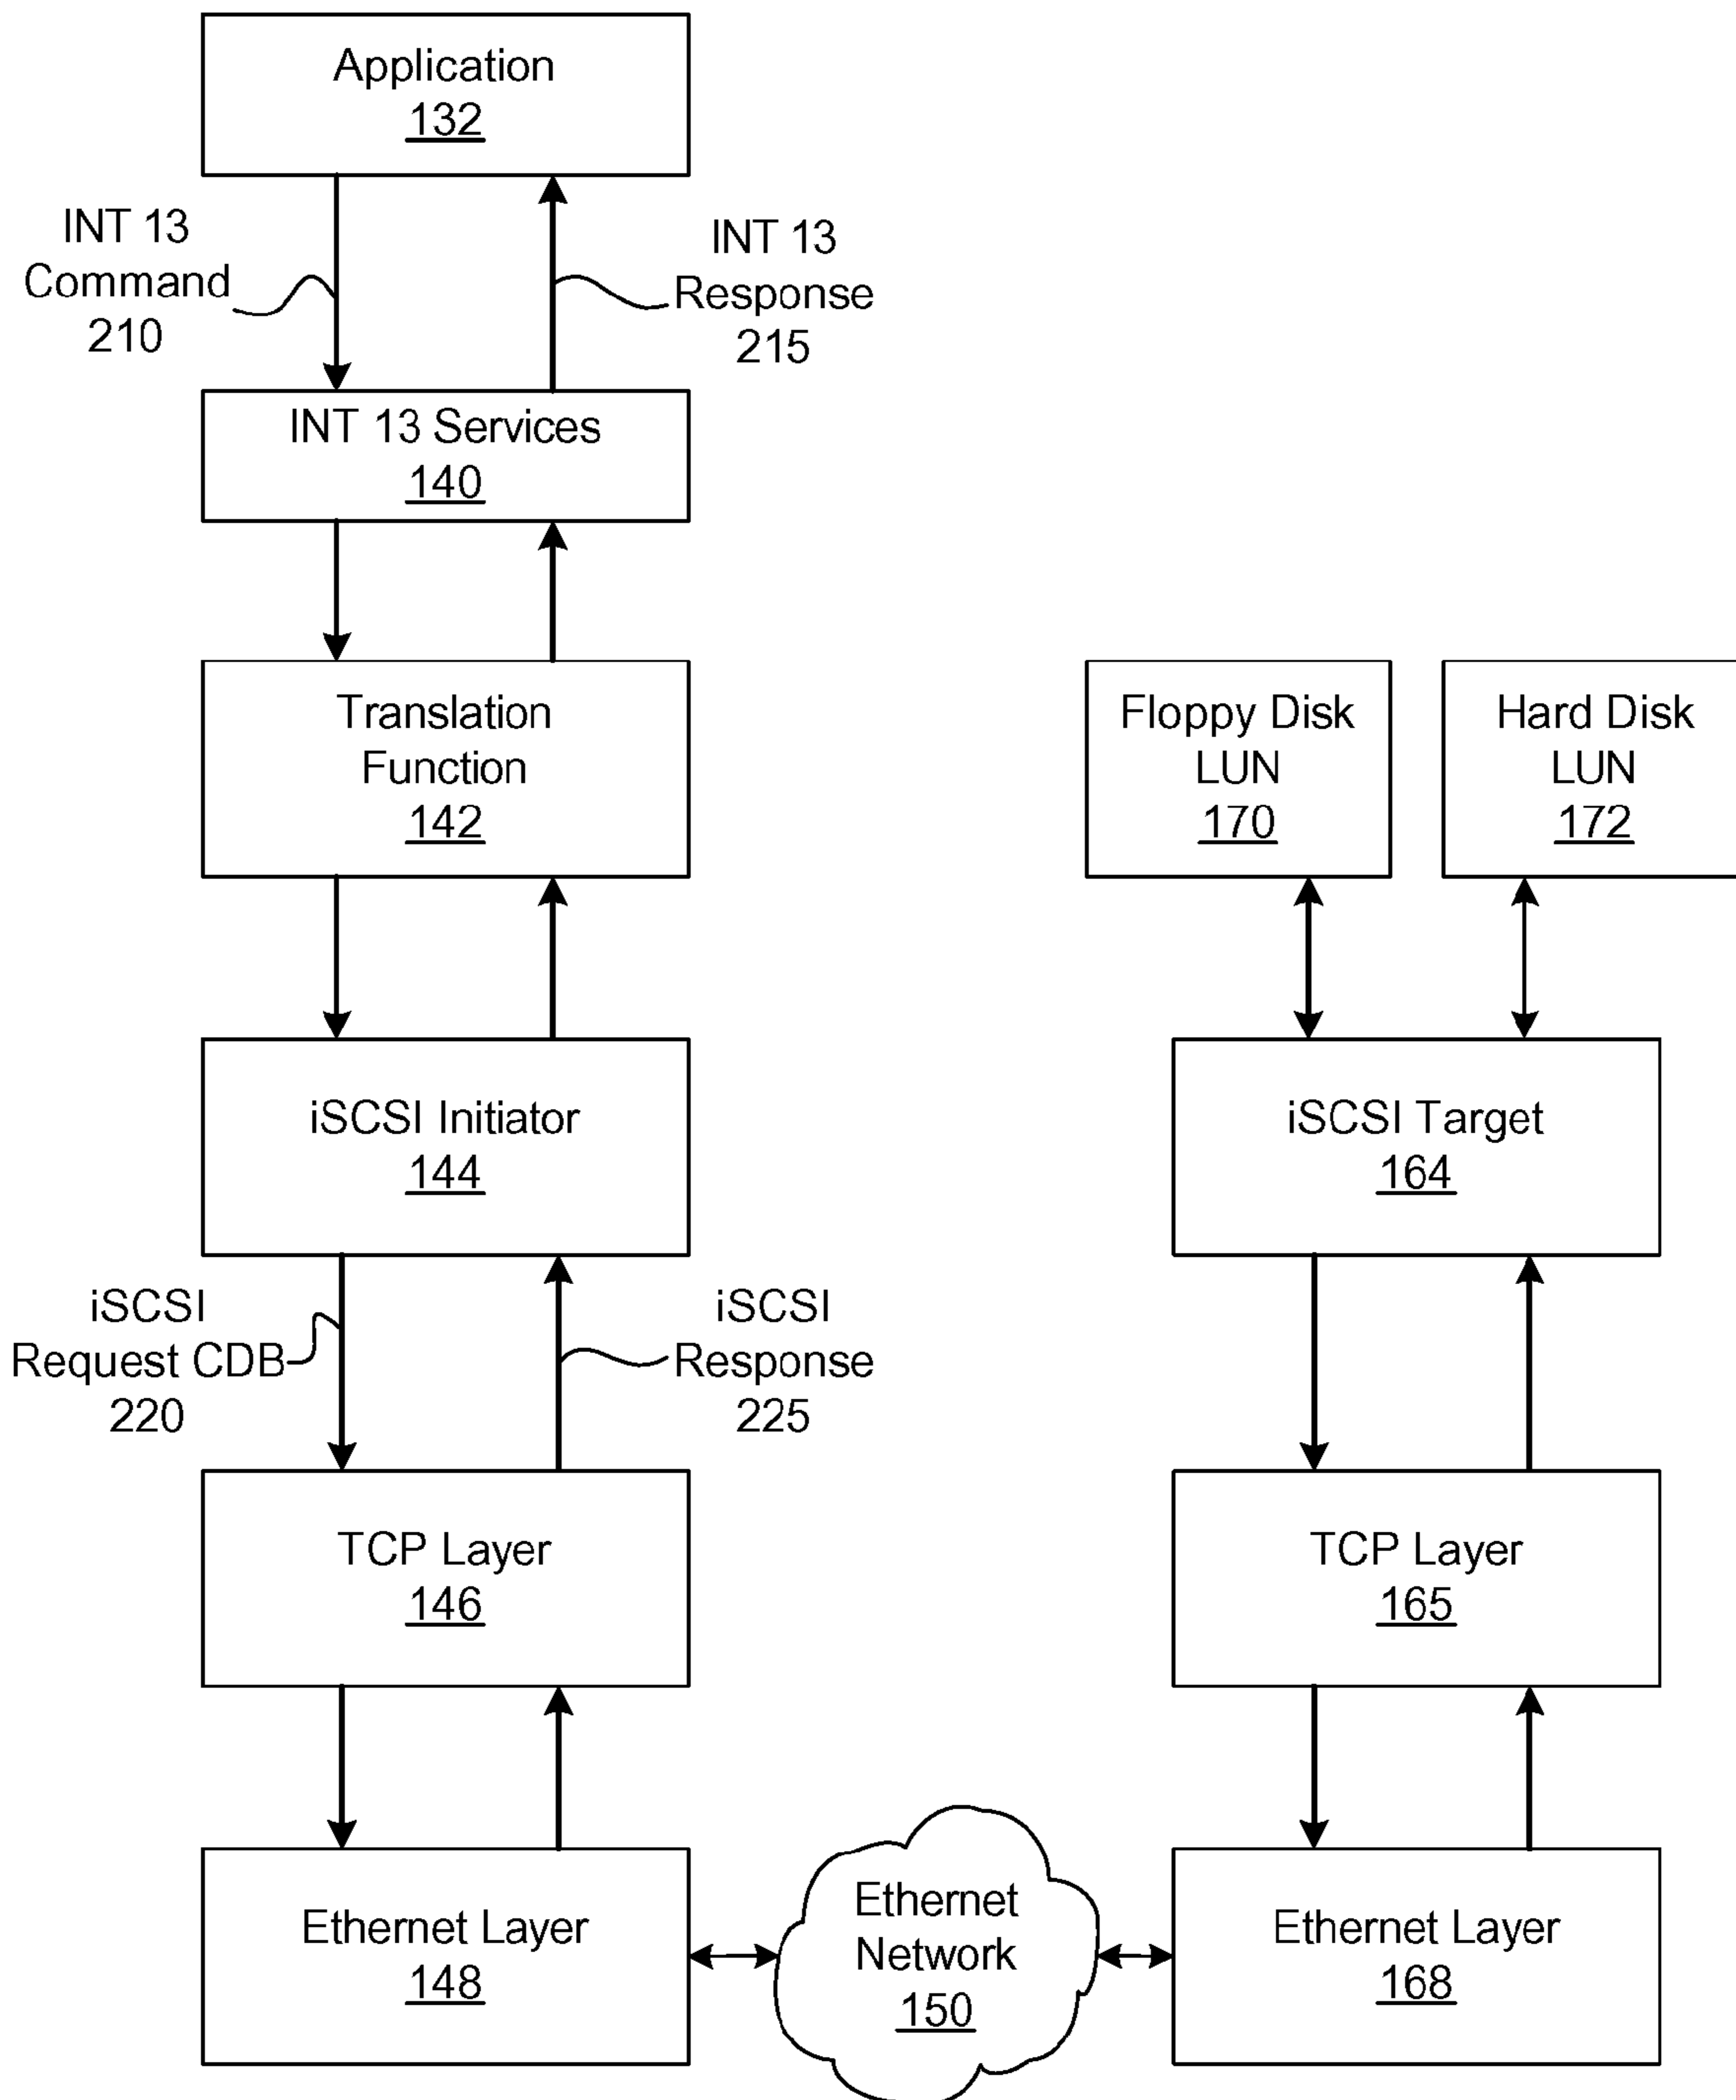 Application
132
INT 13
Command
210
INT 13
Response
215
INT 13 Services
140
Translation
Function
142
Floppy Disk
LUN
170
Hard Disk
LUN
172
iSCSI Initiator
144
iSCSI Target
164
iSCSI
Request CDB
220
iSCSI
Response
225
TCP Layer
146
TCP Layer
165
Ethernet Layer
148
Ethernet
Network
150
Ethernet Layer
168